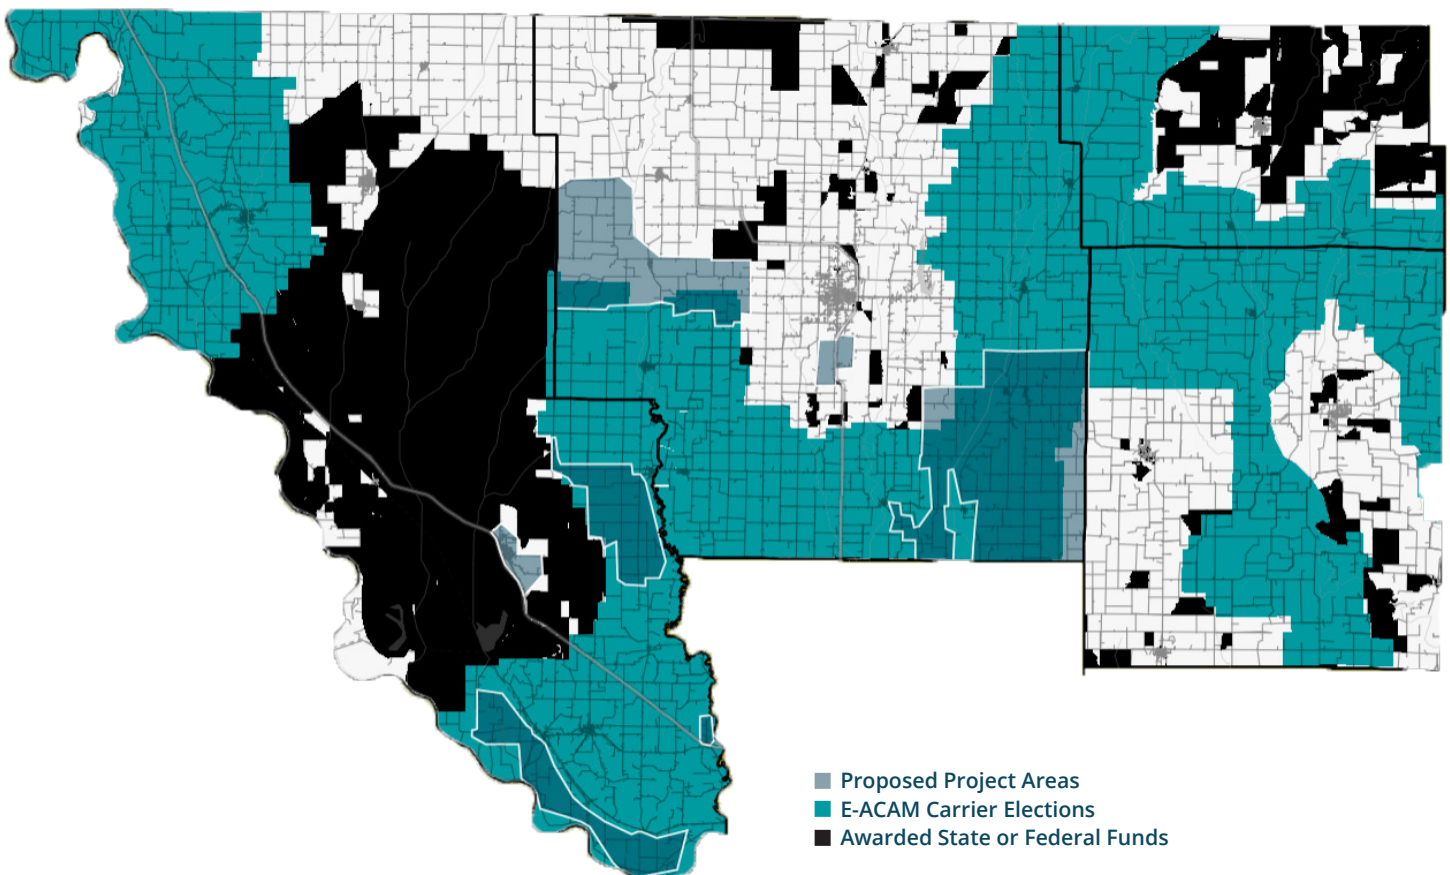 Proposed Project Areas
E-ACAM Carrier Elections
Awarded State or Federal Funds